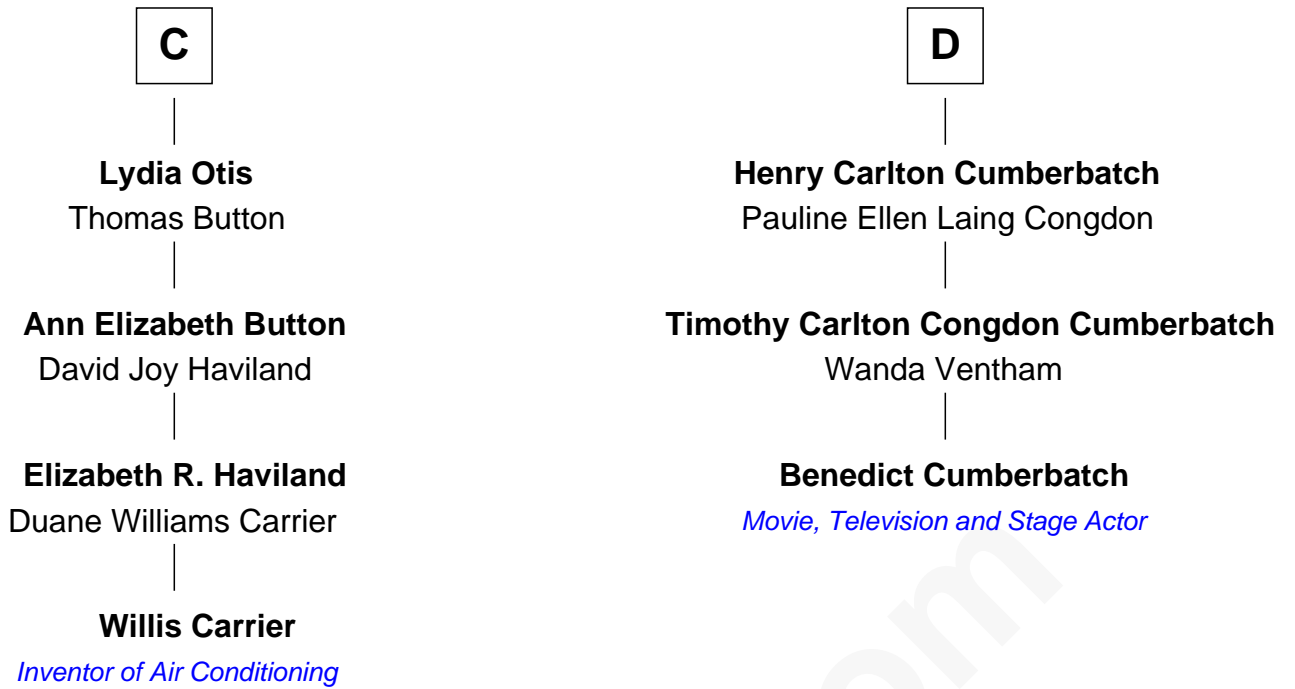 C
Lydia Otis
Thomas Button
Ann Elizabeth Button
David Joy Haviland
Elizabeth R. Haviland
Duane Williams Carrier
Willis Carrier
Inventor of Air Conditioning
D
Henry Carlton Cumberbatch
Pauline Ellen Laing Congdon
Timothy Carlton Congdon Cumberbatch
Wanda Ventham
Benedict Cumberbatch
Movie, Television and Stage Actor
om